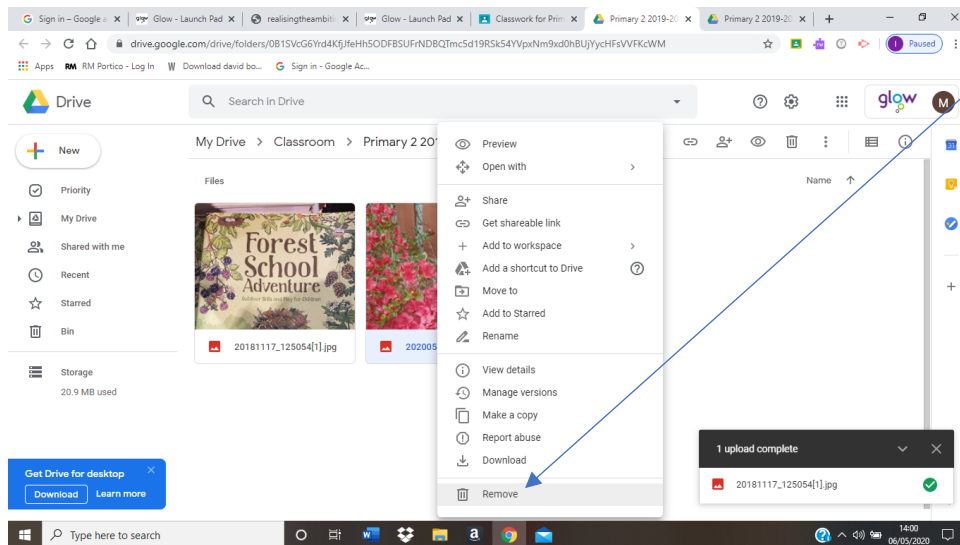 Sign in – Google a
Glow - Launch Pad
realisingtheambiti
Glow - Launch Pad
Classwork for Prim
Primary 2 2019-20
Primary 2 2019-20
drive.google.com/drive/folders/0B1SVcG6Yrd4KfjJfeHh5ODFBSUFrNDBQTmc5d19RSk54YVpxNm9xd0hBUjYycHFsVVFKcWM
I Paused
Apps RM RM Portico - Log In W Download david bo... G Sign in - Google Ac...
Drive
Search in Drive
glow
M
New
My Drive > Classroom > Primary 2 201
Priority
My Drive
Shared with me
Recent
Starred
Bin
Storage
20.9 MB used
Files
Name
Forest
School
Adventure
20181117_125054[1].jpg
202005
Preview
Open with
Share
Get shareable link
Add to workspace
Add a shortcut to Drive
Move to
Add to Starred
Rename
View details
Manage versions
Make a copy
Report abuse
Download
Remove
1 upload complete
20181117_125054[1].jpg
Get Drive for desktop
Download Learn more
31
Type here to search
14:00
06/05/2020